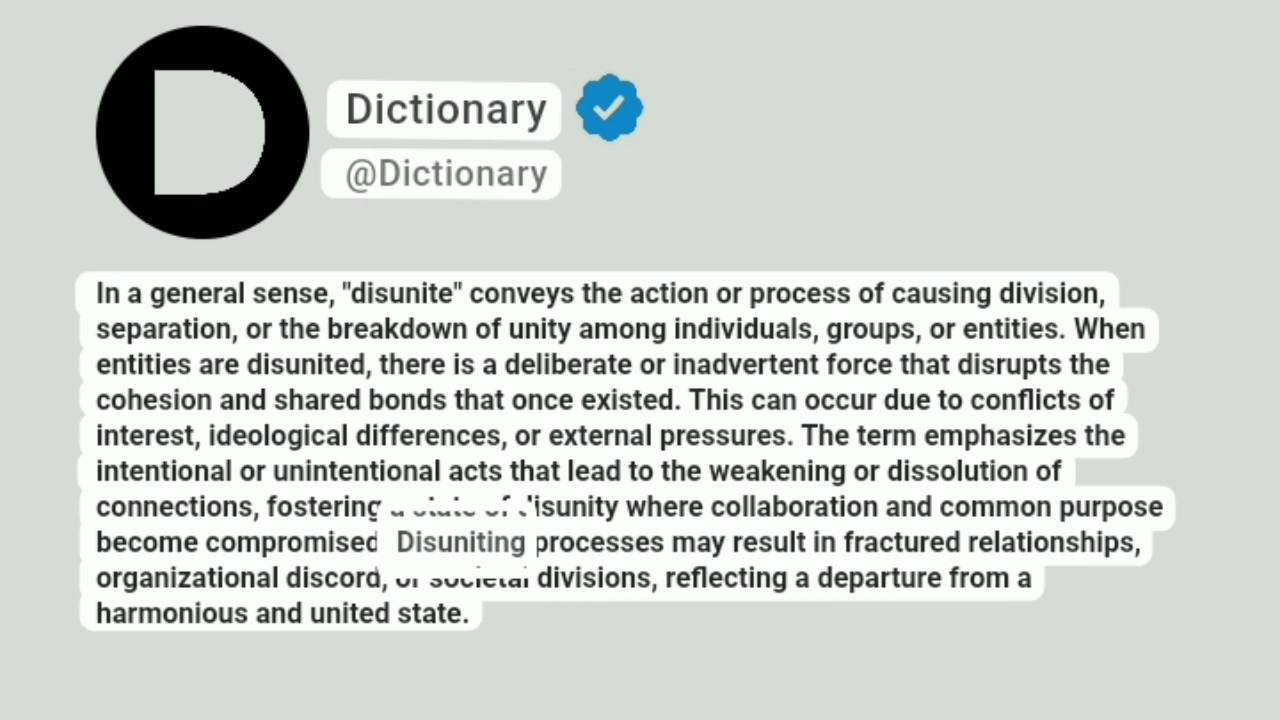 D
Dictionary
@Dictionary
In a general sense, "disunite" conveys the action or process of causing division,
separation, or the breakdown of unity among individuals, groups, or entities. When
entities are disunited, there is a deliberate or inadvertent force that disrupts the
cohesion and shared bonds that once existed. This can occur due to conflicts of
interest, ideological differences, or external pressures. The term emphasizes the
intentional or unintentional acts that lead to the weakening or dissolution of
connections, fostering a state of disunity where collaboration and common purpose
become compromised Disuniting processes may result in fractured relationships,
organizational discord, or societal divisions, reflecting a departure from a
harmonious and united state.